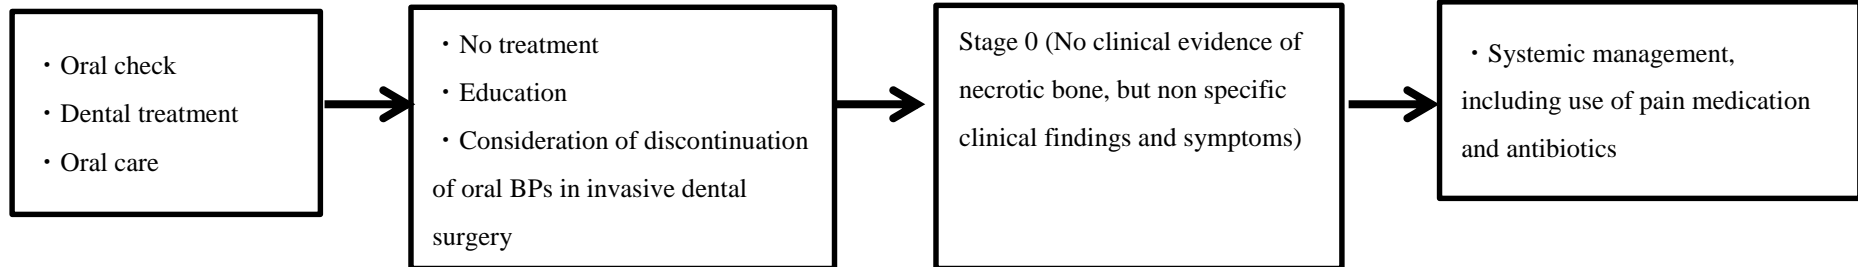 ・Oral check
・Dental treatment
・Oral care
・No treatment
・Education
・Consideration of discontinuation
of oral BPs in invasive dental
surgery
Stage 0 (No clinical evidence of
necrotic bone, but non specific
clinical findings and symptoms)
・Systemic management,
including use of pain medication
and antibiotics